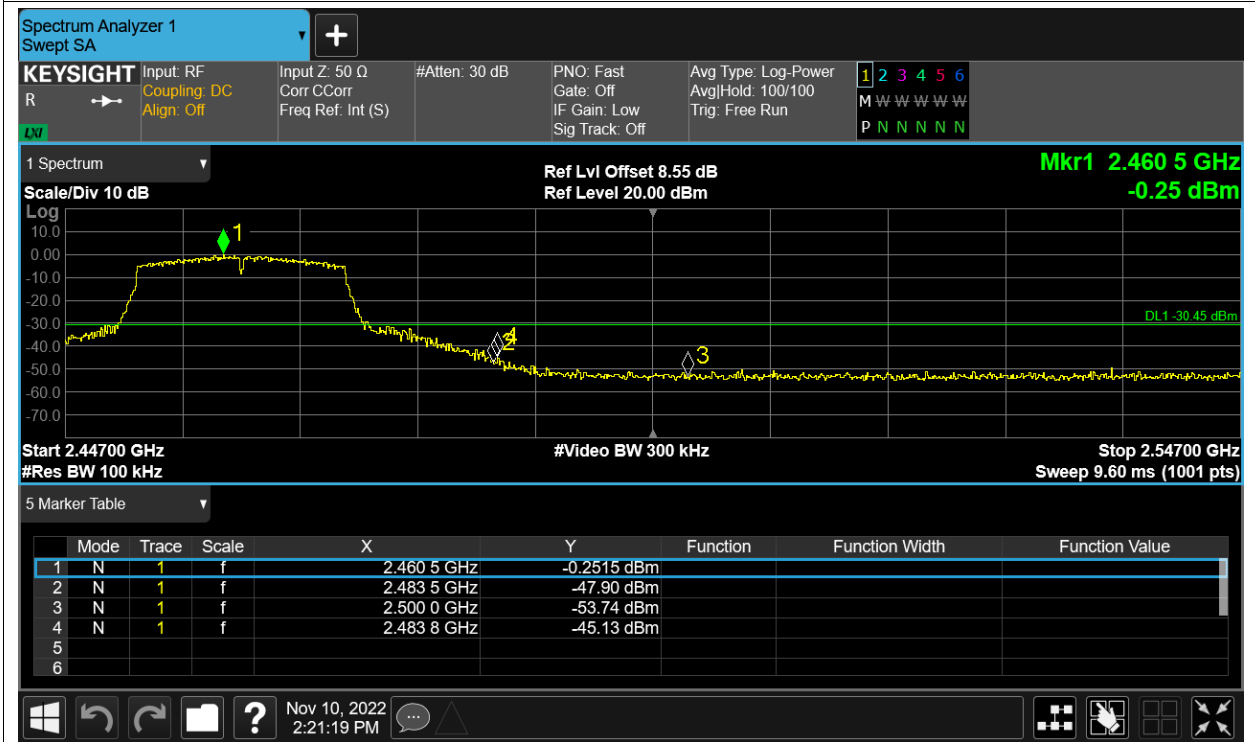 Spectrum Analyzer 1
Swept SA
+
KEYSIGHT
R
LXI
Input: RF
Coupling: DC
Align: Off
Input Z: 50 Ω
Corr CCorr
Freq Ref: Int (S)
#Atten: 30 dB
PNO: Fast
Gate: Off
IF Gain: Low
Sig Track: Off
Avg Type: Log-Power
Avg|Hold: 100/100
Trig: Free Run
1 2 3 4 5 6
M W W W W W
P N N N N N
1 Spectrum
Scale/Div 10 dB
Ref Lvl Offset 8.55 dB
Ref Level 20.00 dBm
Mkr1 2.460 5 GHz
-0.25 dBm
Log
10.0
0.00
-10.0
-20.0
-30.0
-40.0
-50.0
-60.0
-70.0
1
2
4
3
DL1 -30.45 dBm
Start 2.44700 GHz
#Res BW 100 kHz
#Video BW 300 kHz
Stop 2.54700 GHz
Sweep 9.60 ms (1001 pts)
5 Marker Table
Mode Trace Scale X Y Function Function Width Function Value
1 N 1 f 2.460 5 GHz -0.2515 dBm
2 N 1 f 2.483 5 GHz -47.90 dBm
3 N 1 f 2.500 0 GHz -53.74 dBm
4 N 1 f 2.483 8 GHz -45.13 dBm
5
6
?
Nov 10, 2022
2:21:19 PM